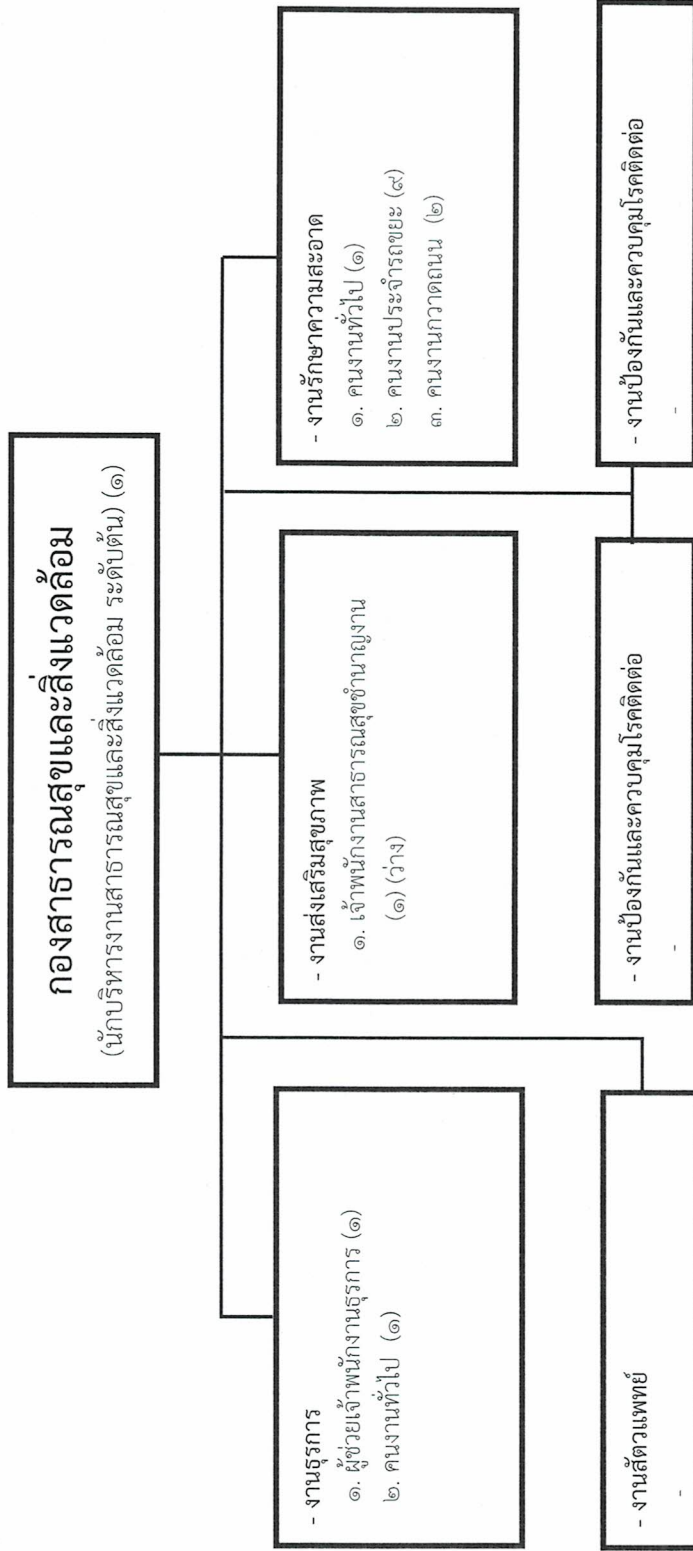 กองสาธารณสุขและสิ่งแวดล้อม
(นักบริหารงานสาธารณสุขและสิ่งแวดล้อม ระดับต้น) (๑)
- งานธุรการ
๑. ผู้ช่วยเจ้าพนักงานธุรการ (๑)
๒. คนงานทั่วไป (๑)
- งานส่งเสริมสุขภาพ
๑. เจ้าพนักงานสาธารณสุขชำนาญงาน
(๑) (ว่าง)
- งานรักษาความสะอาด
๑. คนงานทั่วไป (๑)
๒. คนงานประจำรถขยะ (๙)
๓. คนงานกวาดถนน (๒)
- งานสัตวแพทย์
-
- งานป้องกันและควบคุมโรคติดต่อ
-
- งานป้องกันและควบคุมโรคติดต่อ
-